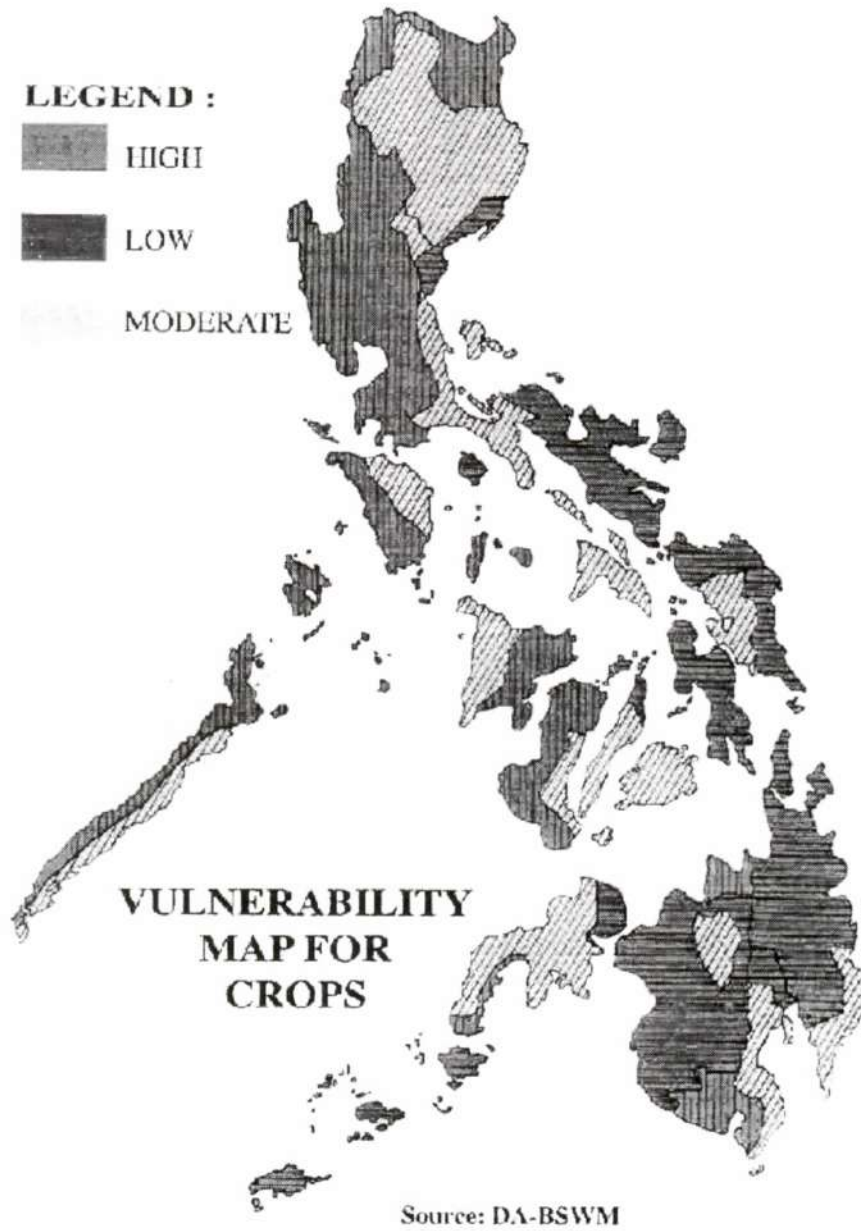 LEGEND :
HIGH
LOW
MODERATE
VULNERABILITY
MAP FOR
CROPS
Source: DA-BSWM